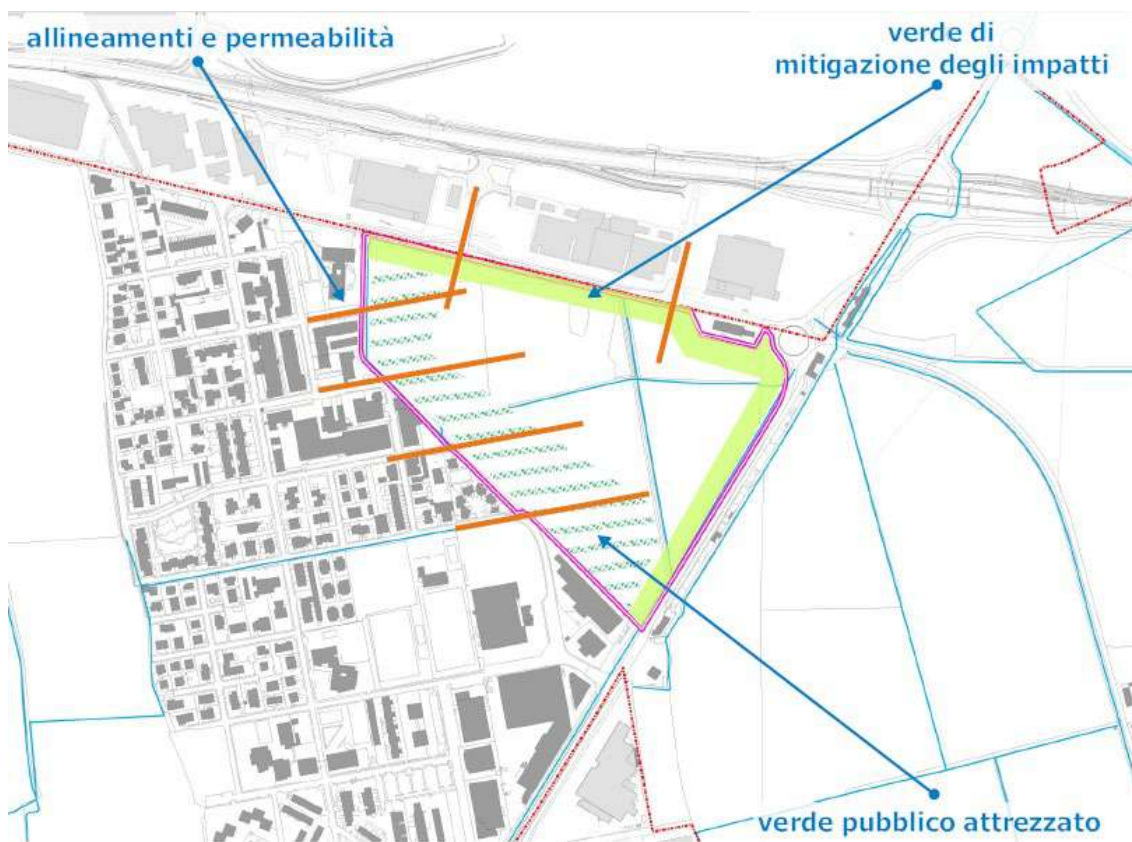 allineamenti e permeabilità
verde di
mitigazione degli impatti
verde pubblico attrezzato